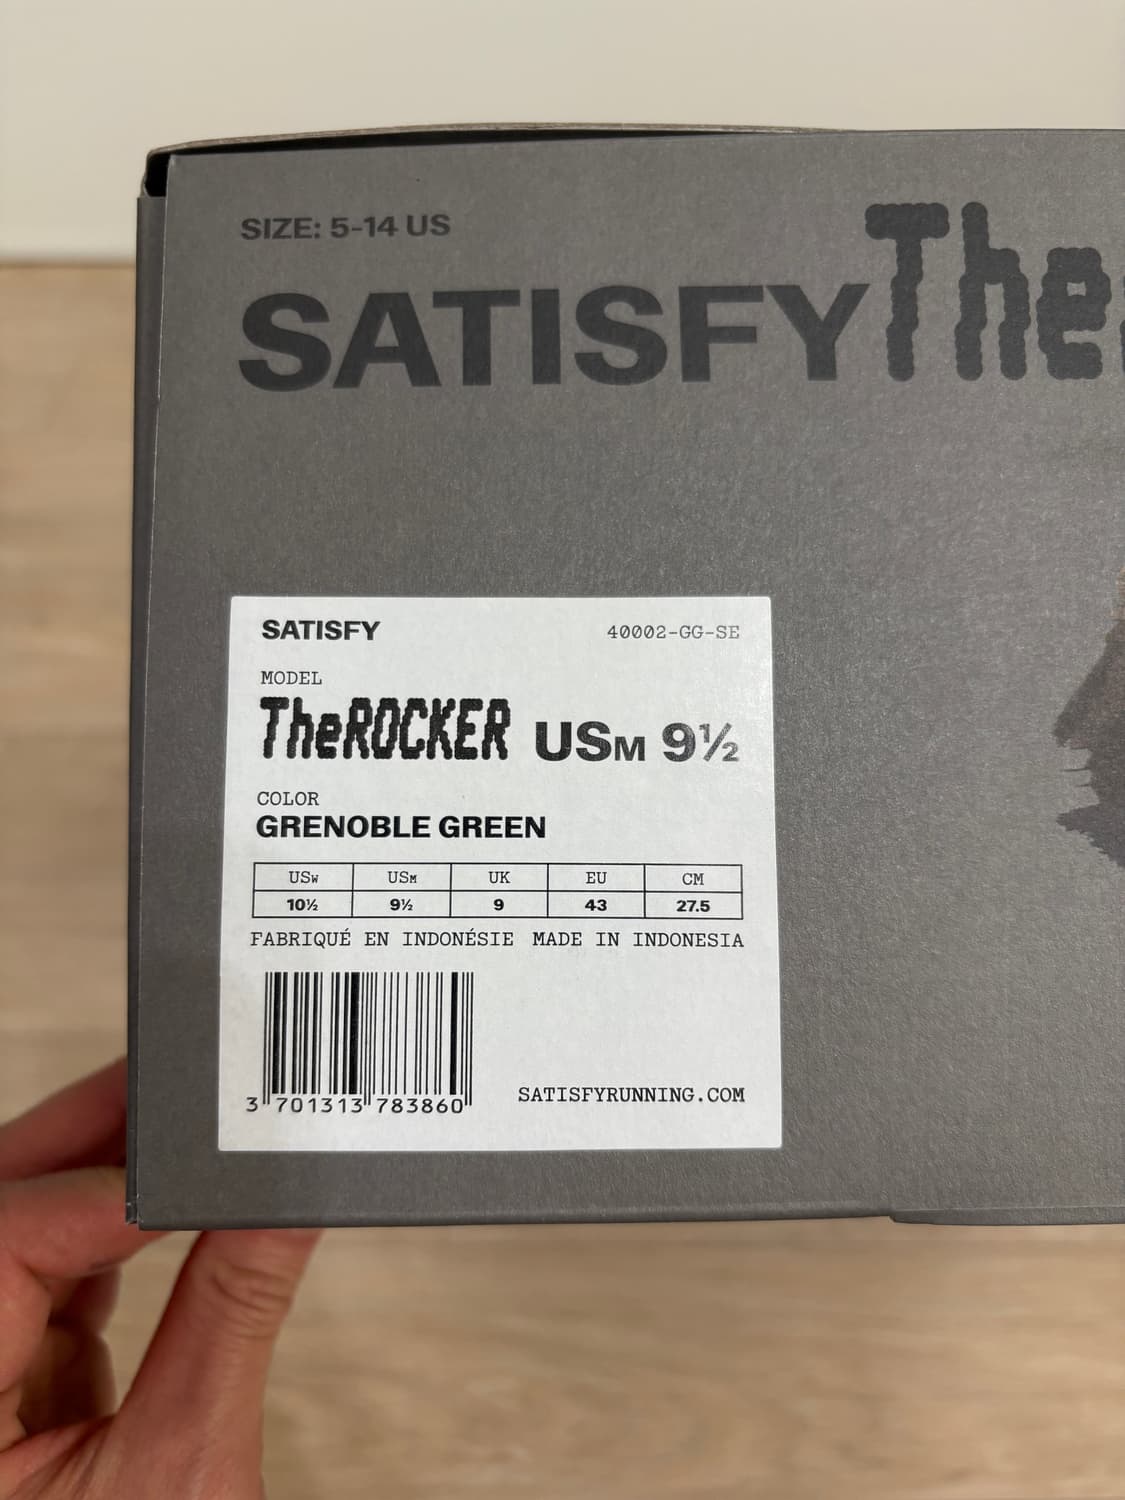 SIZE: 5-14 US
SATISFY The
SATISFY 40002-GG-SE
MODEL
TheROCKER USM 9½
COLOR
GRENOBLE GREEN
USW USM UK EU CM
10½ 9½ 9 43 27.5
FABRIQUÉ EN INDONÉSIE MADE IN INDONESIA
SATISFYRUNNING.COM
3 701313 783860